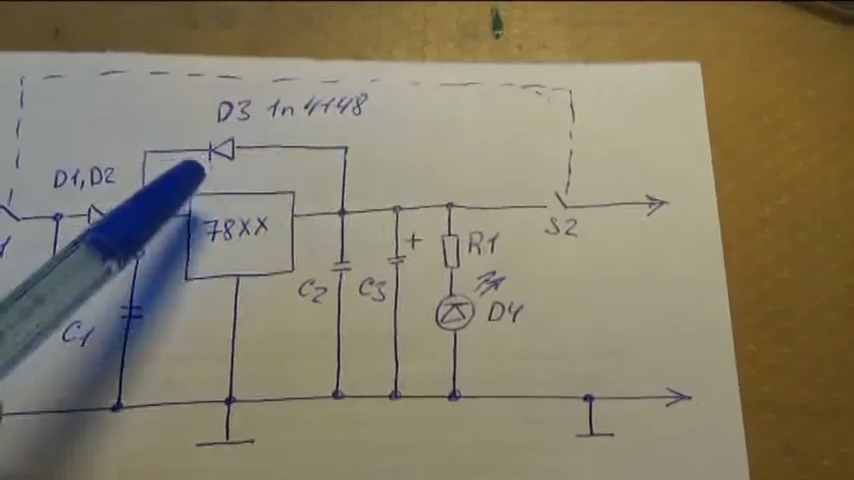 D3 1n 4148
D1, D2
78XX
S2
+
R1
C2
C3
D4
C1